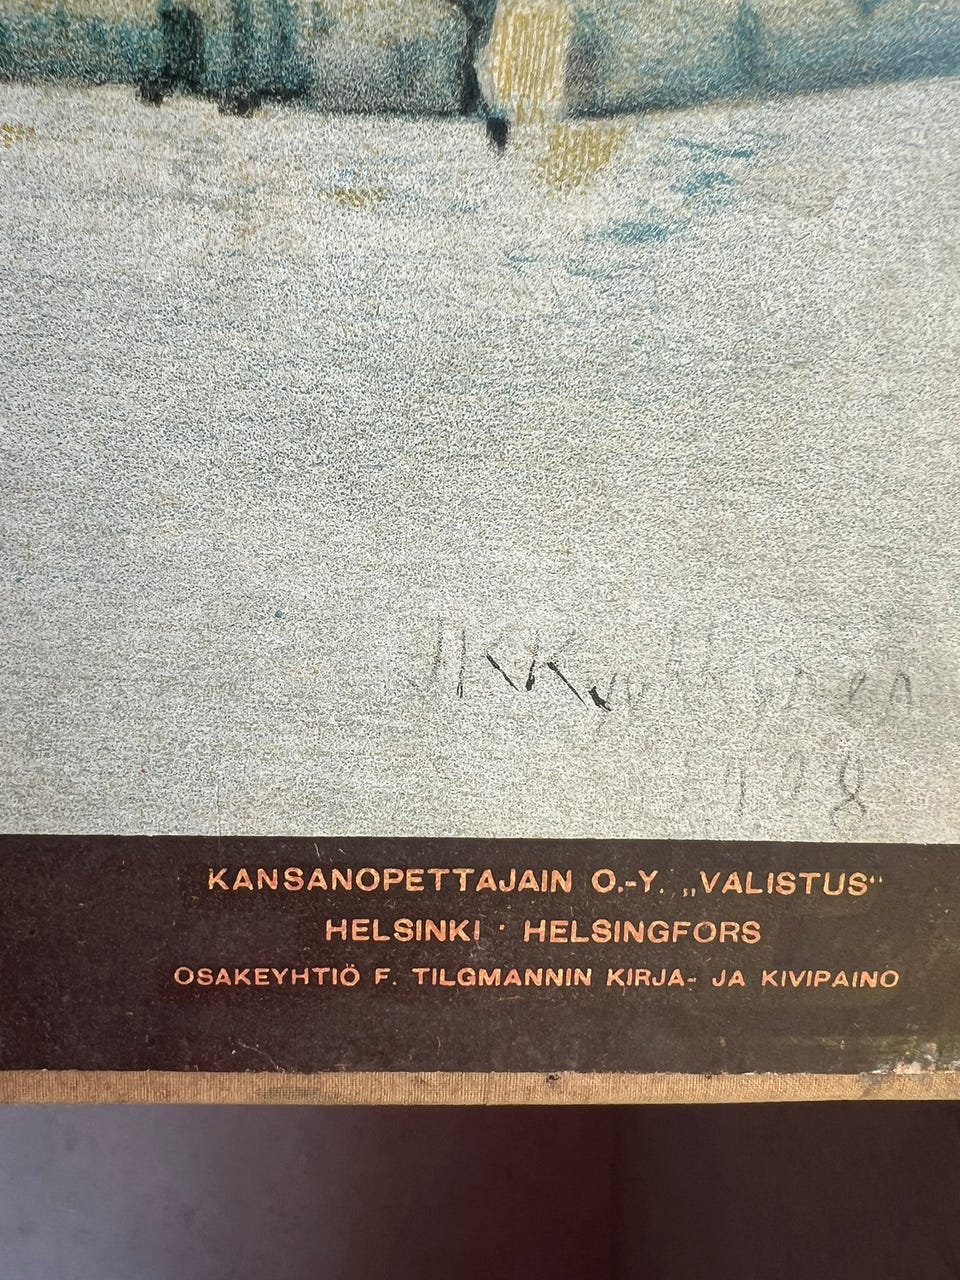 KANSANOPETTAJAIN O.-Y. „VALISTUS“
HELSINKI · HELSINGFORS
OSAKEYHTIÖ F. TILGMANNIN KIRJA- JA KIVIPAINO